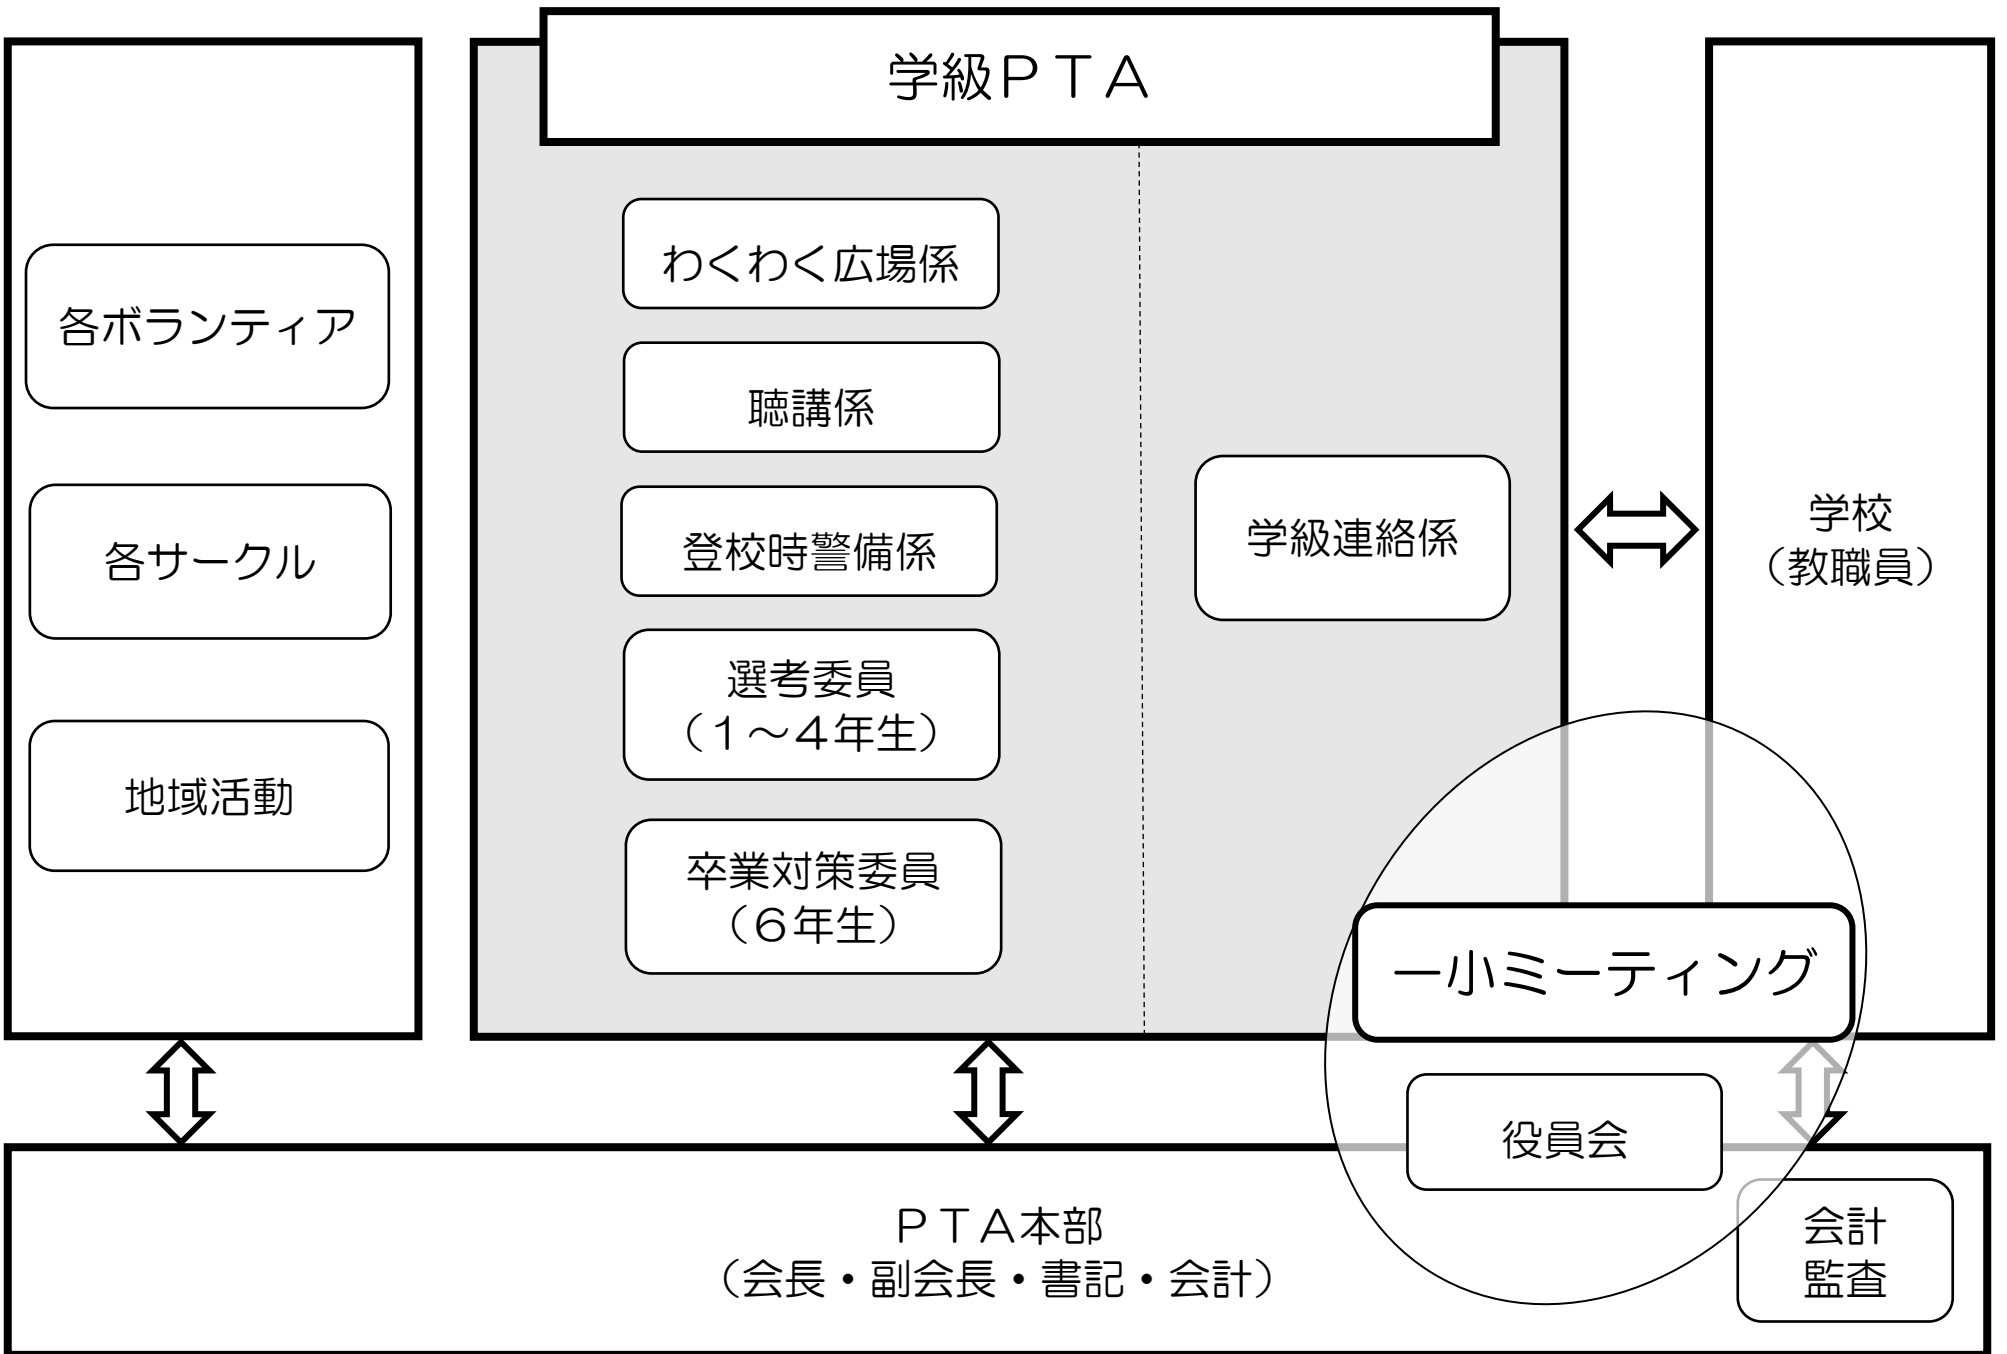 学級ＰＴＡ
各ボランティア
各サークル
地域活動
わくわく広場係
聴講係
登校時警備係
選考委員
（１～４年生）
卒業対策委員
（６年生）
学級連絡係
学校
（教職員）
一小ミーティング
役員会
ＰＴＡ本部
（会長・副会長・書記・会計）
会計
監査